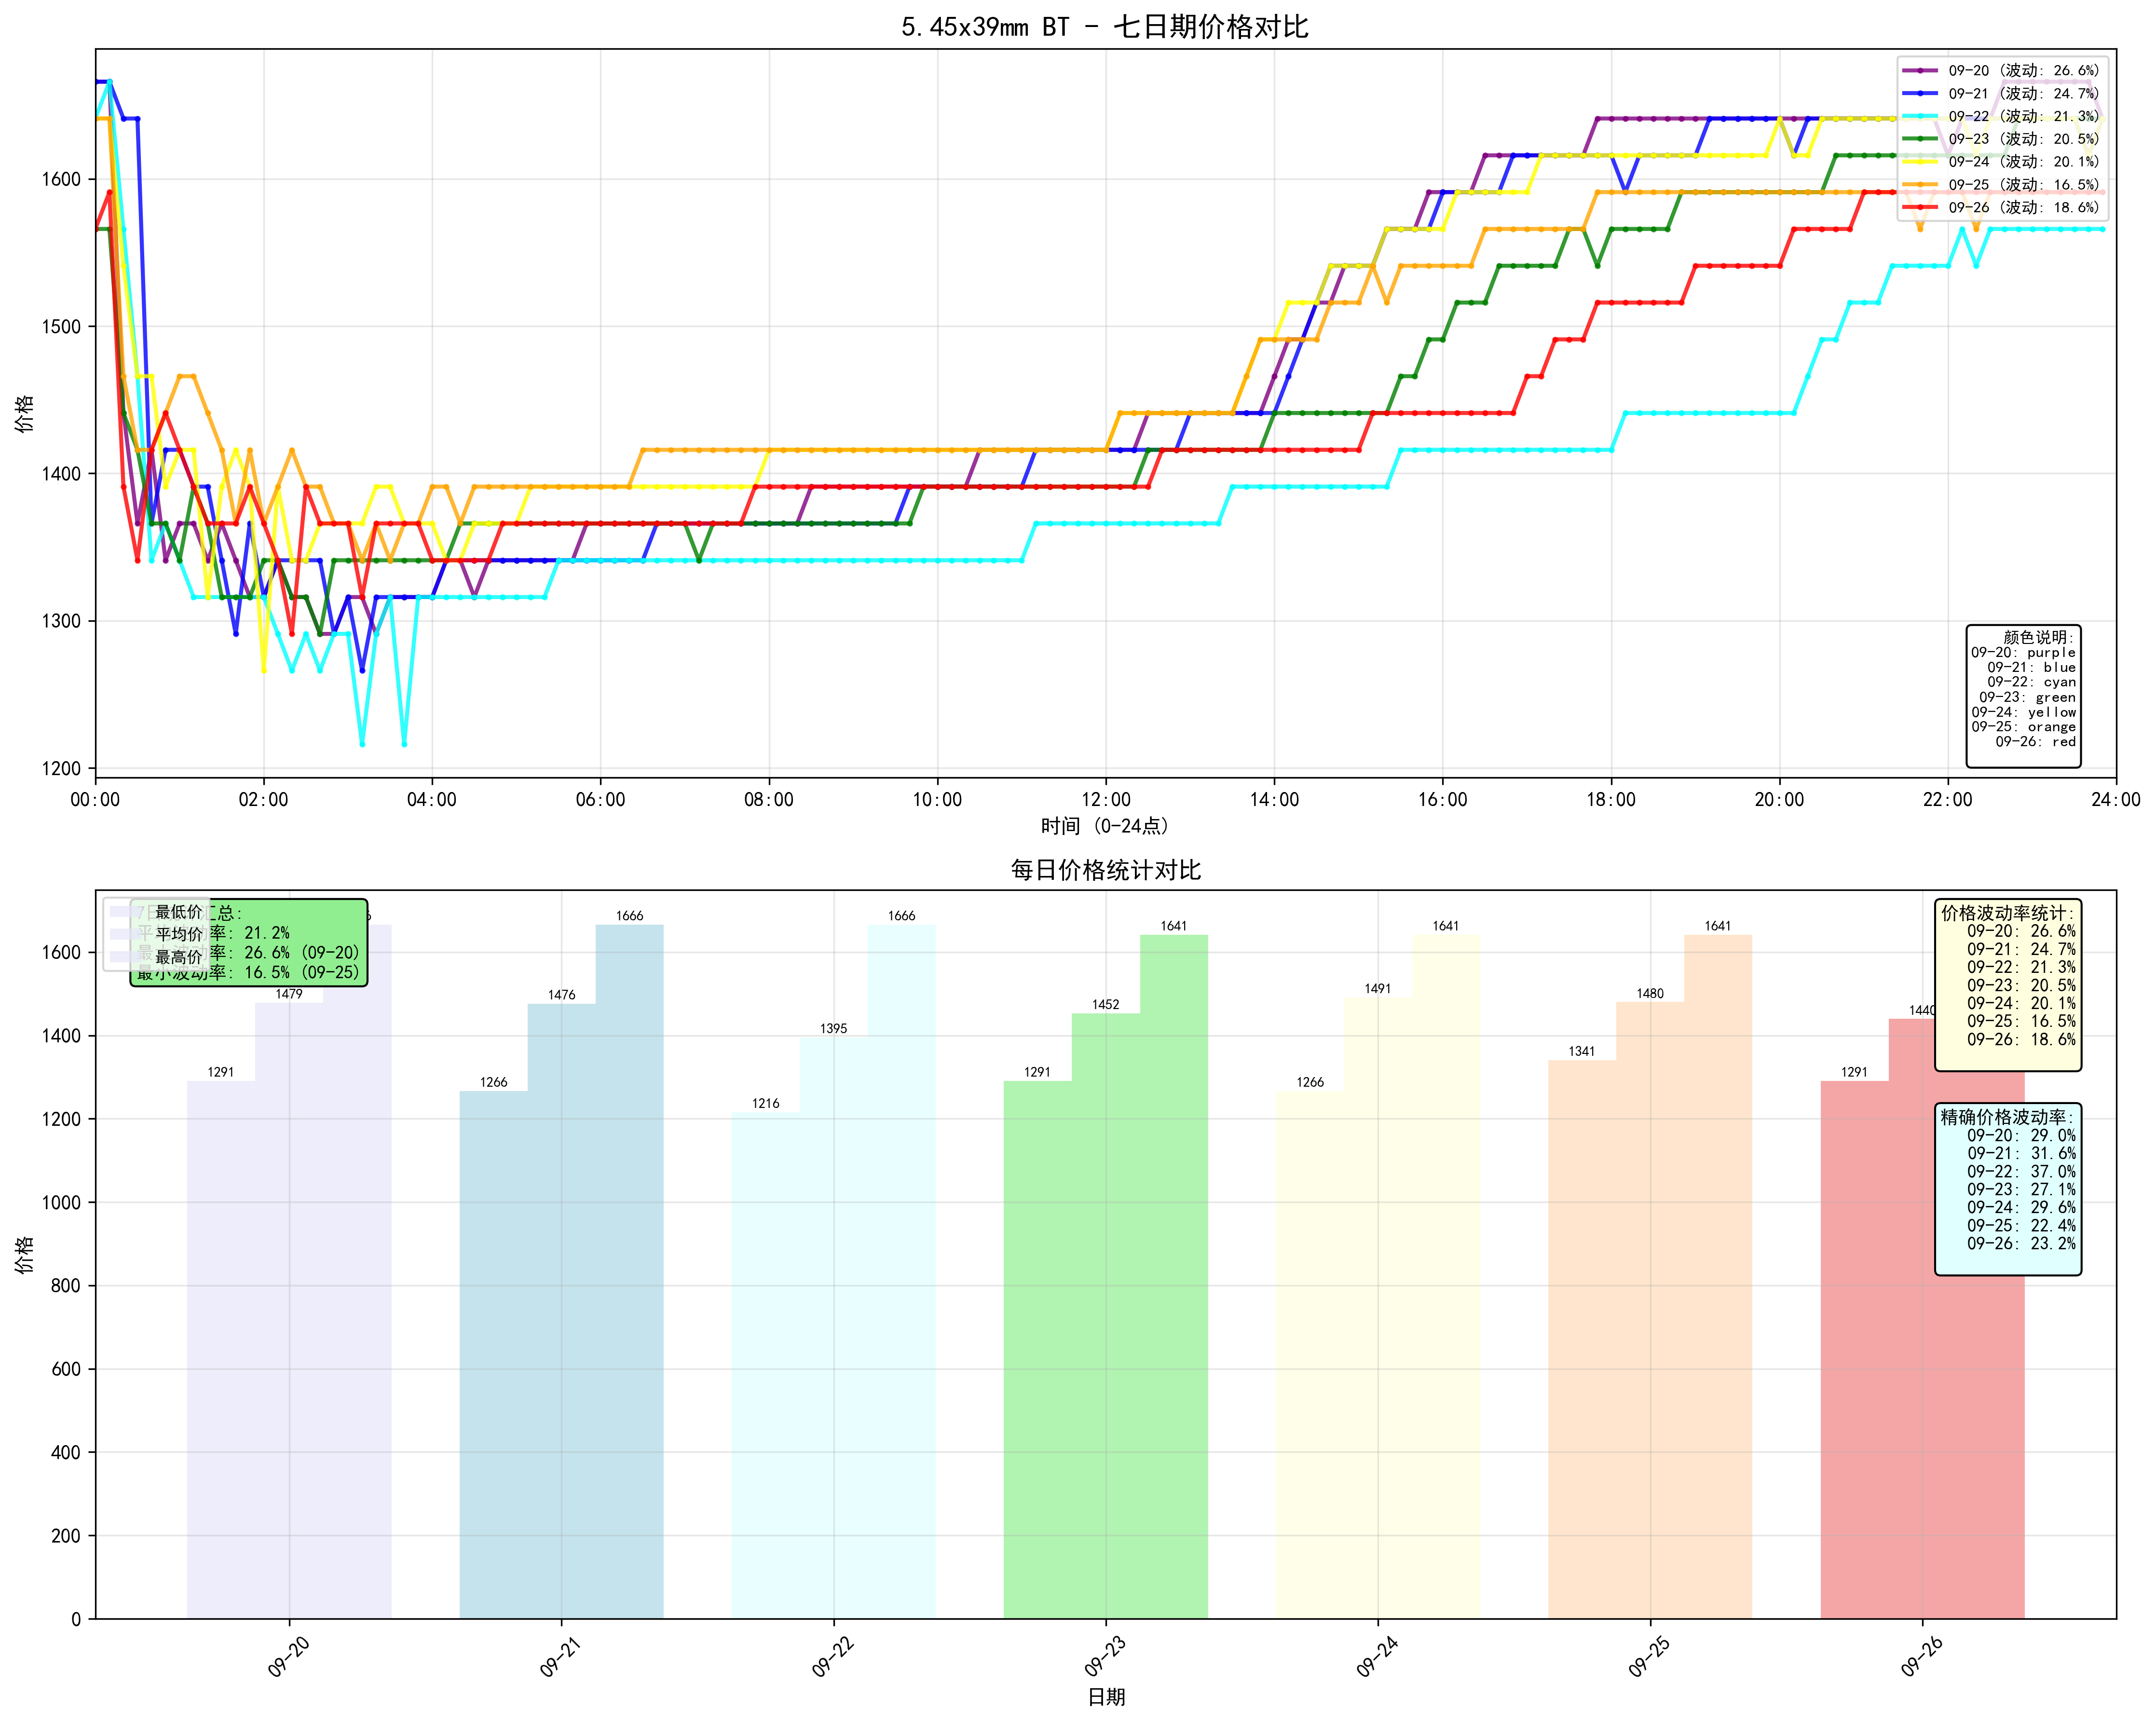 5.45x39mm BT - 七日期价格对比
09-20 (波动: 26.6%)
09-21 (波动: 24.7%)
09-22 (波动: 21.3%)
09-23 (波动: 20.5%)
09-24 (波动: 20.1%)
09-25 (波动: 16.5%)
09-26 (波动: 18.6%)
价格
1600
1500
1400
1300
1200
颜色说明:
09-20: purple
09-21: blue
09-22: cyan
09-23: green
09-24: yellow
09-25: orange
09-26: red
00:00 02:00 04:00 06:00 08:00 10:00 12:00 14:00 16:00 18:00 20:00 22:00 24:00
时间 (0-24点)
每日价格统计对比
最低价
平均价
最高价
7日 汇总:
平 率: 21.2%
最 率: 26.6% (09-20)
最小波动率: 16.5% (09-25)
价格波动率统计:
09-20: 26.6%
09-21: 24.7%
09-22: 21.3%
09-23: 20.5%
09-24: 20.1%
09-25: 16.5%
09-26: 18.6%
精确价格波动率:
09-20: 29.0%
09-21: 31.6%
09-22: 37.0%
09-23: 27.1%
09-24: 29.6%
09-25: 22.4%
09-26: 23.2%
价格
1600
1400
1200
1000
800
600
400
200
0
1291 1479
1266 1476 1666
1216 1395 1666
1291 1452 1641
1266 1491 1641
1341 1480 1641
1291 1440
09-20 09-21 09-22 09-23 09-24 09-25 09-26
日期